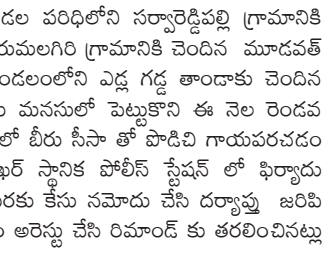 డల పరిధిలోని సర్వారెడ్డిపల్లి గ్రామానికి
రుమలగిరి గ్రామానికి చెందిన మూడవత్
ండలంలోని ఎడ్ల గడ్డ తాండాకు చెందిన
ు మనసులో పెట్టుకొని ఈ నెల రెండవ
లో బీరు సీసా తో పొడిచి గాయపరచడం
ఖర్ స్థానిక పోలీస్ స్టేషన్ లో ఫిర్యాదు
రకు కేసు నమోదు చేసి దర్యాప్తు జరిపి
ం అరెస్టు చేసి రిమాండ్ కు తరలించినట్లు